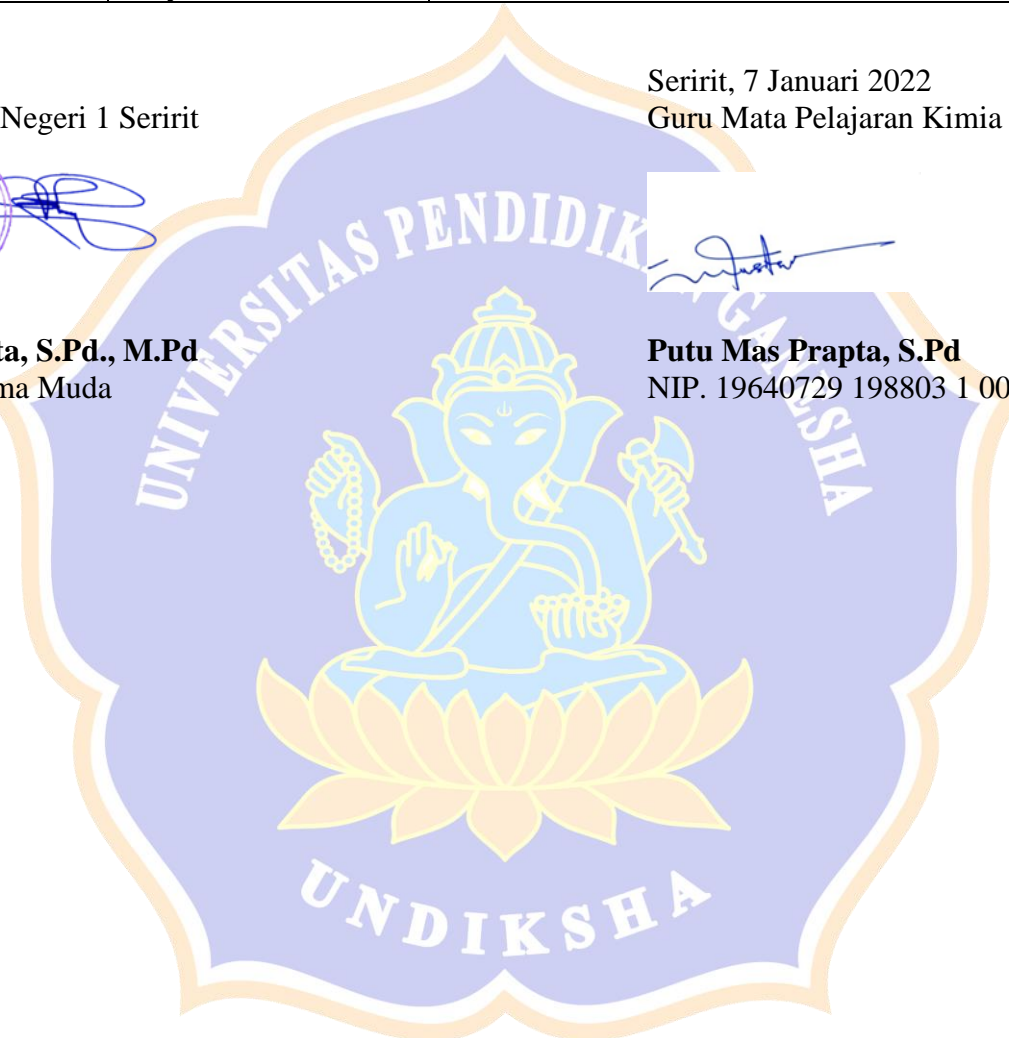 Seririt, 7 Januari 2022
Negeri 1 Seririt
Guru Mata Pelajaran Kimia
ta, S.Pd., M.Pd
Putu Mas Prapta, S.Pd
ma Muda
NIP. 19640729 198803 1 00
UNIVERSITAS PENDIDIKAN GANESHA
UNDIKSHA